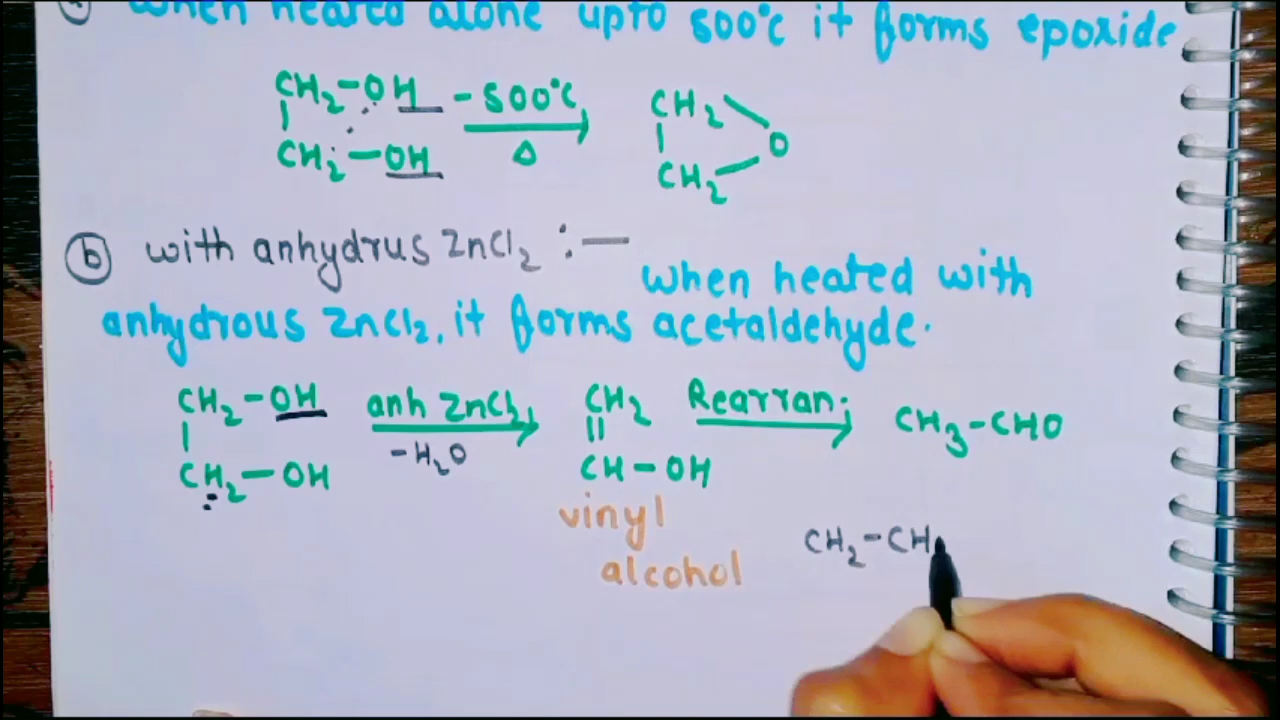 when heated alone upto 500°C it forms epoxide
CH₂-OH -500°C, CH₂
CH₂-OH Δ CH₂ O
ⓑ with anhydrus ZnCl₂ :—
when heated with
anhydrous ZnCl₂, it forms acetaldehyde.
CH₂-OH anh ZnCl₂, CH₂ Rearran; CH₃-CHO
CH₂-OH -H₂O CH-OH
vinyl
alcohol
CH₂-CH